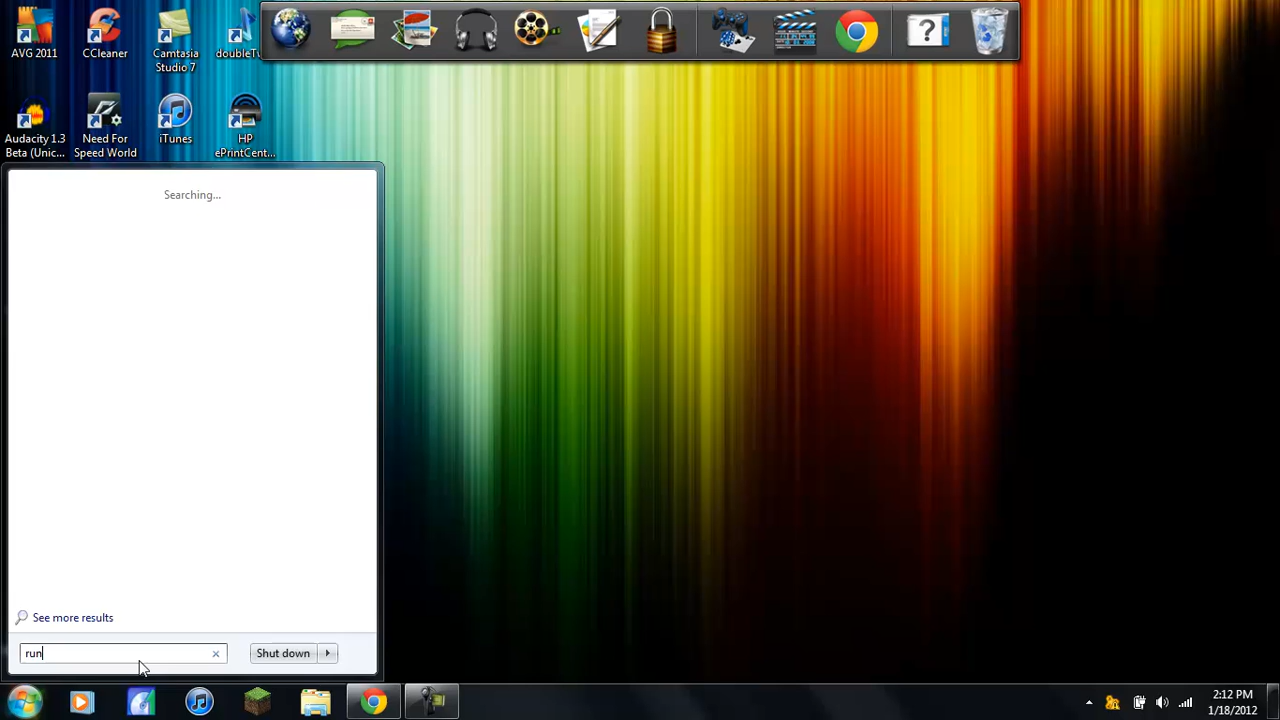 AVG 2011
CCleaner
Camtasia
Studio 7
doubleTw
Audacity 1.3
Beta (Unic...
Need For
Speed World
iTunes
HP
ePrintCent...
Searching...
See more results
run
Shut down
2:12 PM
1/18/2012